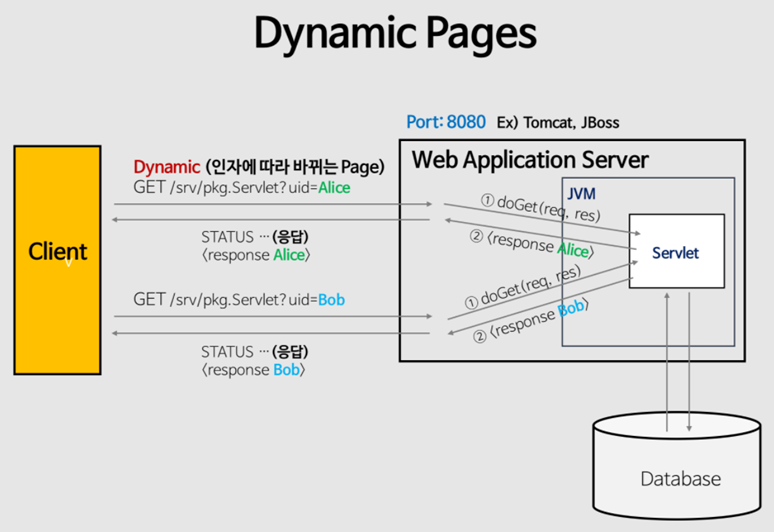 Dynamic Pages
Port: 8080 Ex) Tomcat, JBoss
Web Application Server
Dynamic (인자에 따라 바뀌는 Page)
GET /srv/pkg.Servlet?uid=Alice
STATUS … (응답)
〈response Alice〉
GET /srv/pkg.Servlet?uid=Bob
STATUS … (응답)
〈response Bob〉
Client
JVM
① doGet(req, res)
② 〈response Alice〉
① doGet(req, res)
② 〈response Bob〉
Servlet
Database